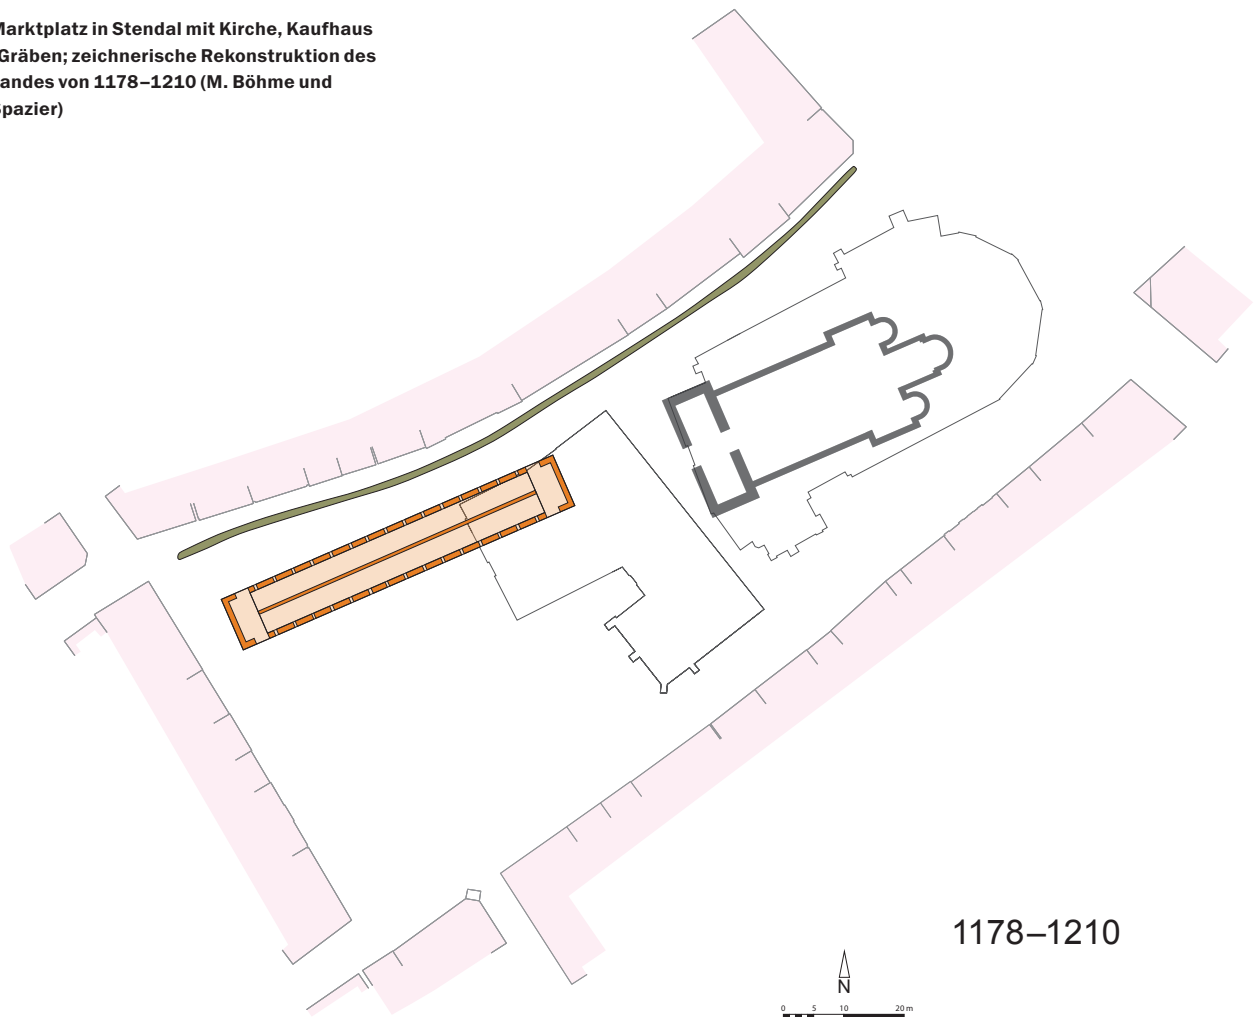 Marktplatz in Stendal mit Kirche, Kaufhaus
Gräben; zeichnerische Rekonstruktion des
andes von 1178–1210 (M. Böhme und
pazier)
1178–1210
N
0 5 10 20 m